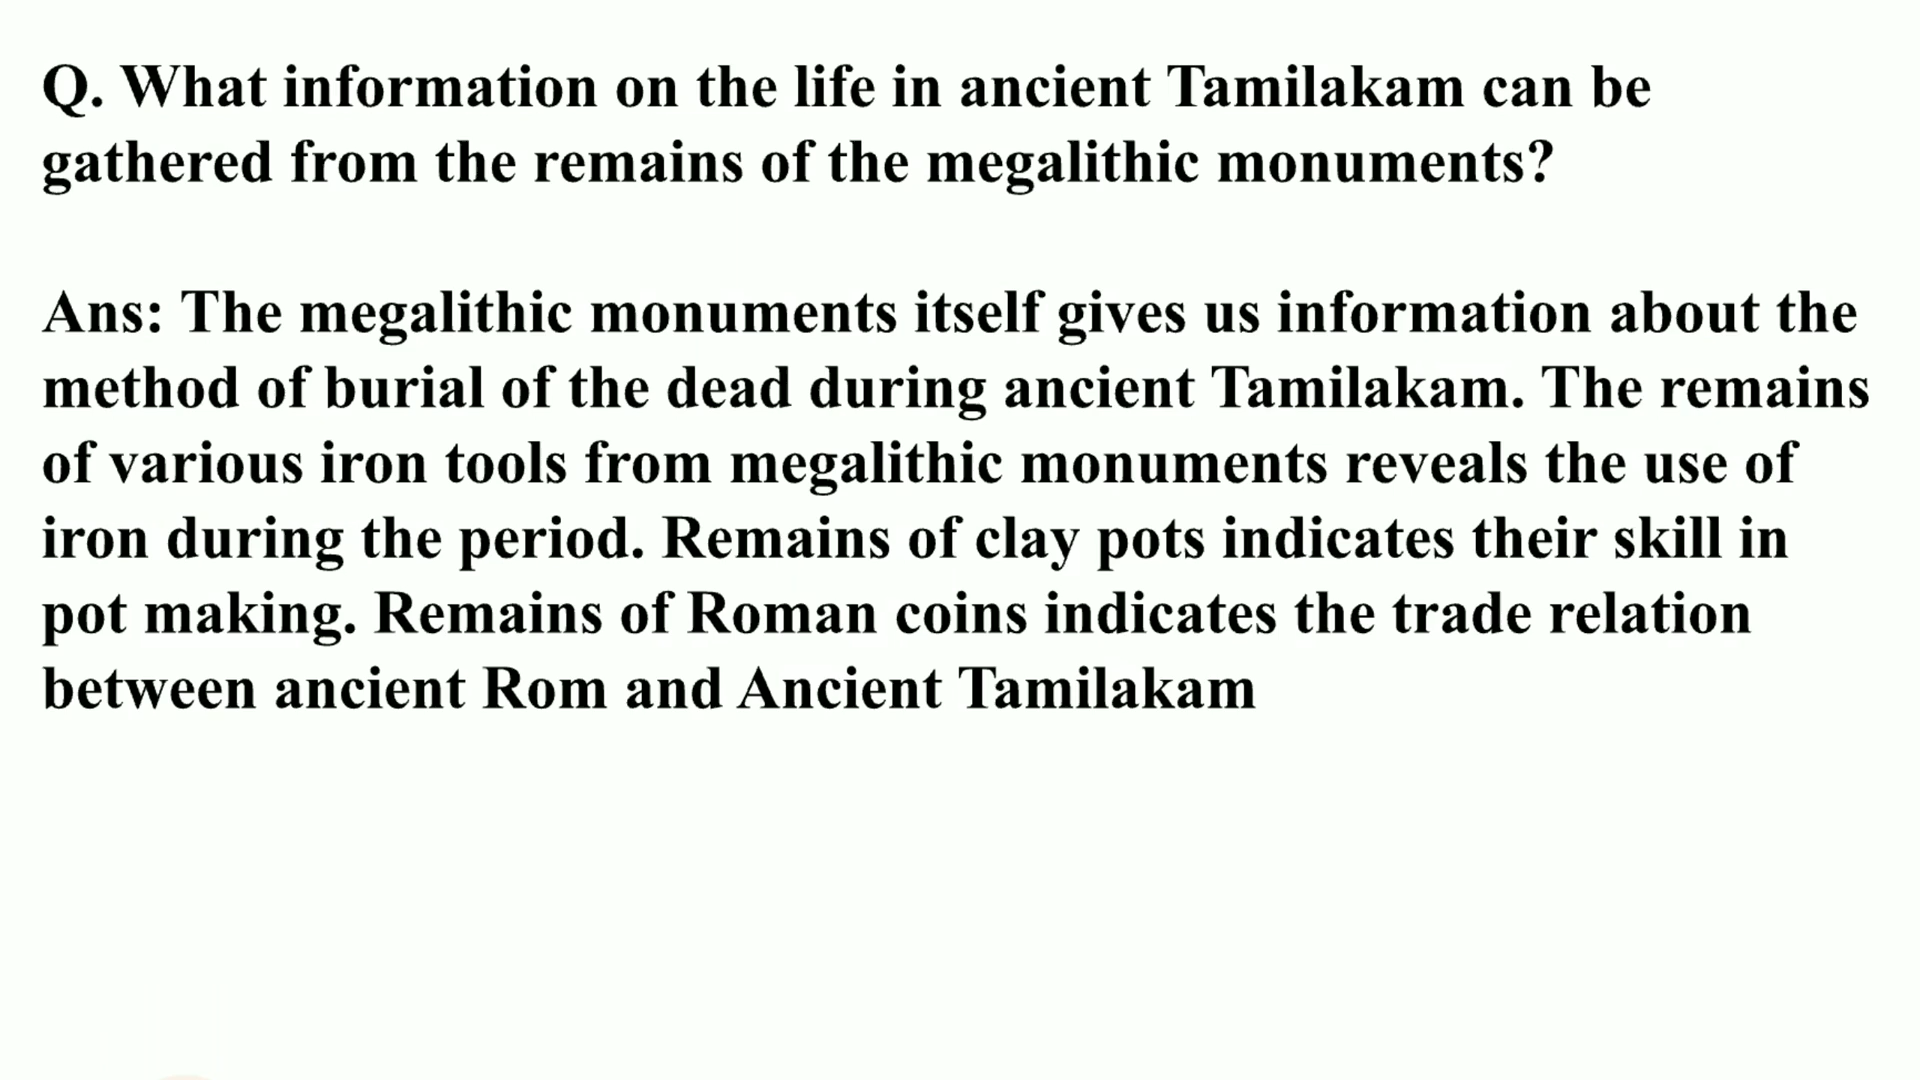 Q. What information on the life in ancient Tamilakam can be
gathered from the remains of the megalithic monuments?
Ans: The megalithic monuments itself gives us information about the
method of burial of the dead during ancient Tamilakam. The remains
of various iron tools from megalithic monuments reveals the use of
iron during the period. Remains of clay pots indicates their skill in
pot making. Remains of Roman coins indicates the trade relation
between ancient Rom and Ancient Tamilakam